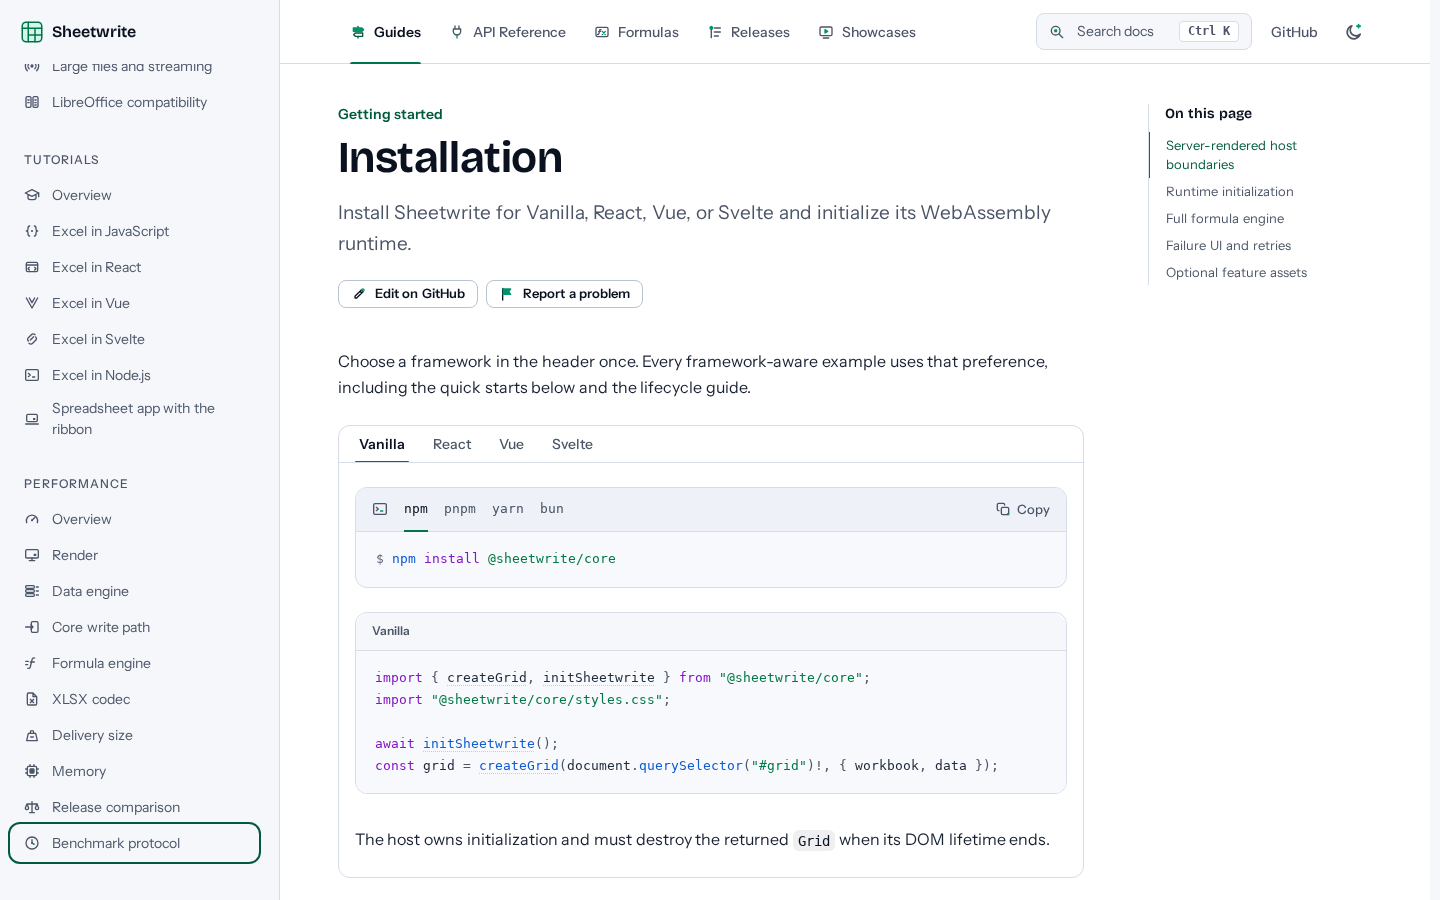 Sheetwrite
Large files and streaming
LibreOffice compatibility
TUTORIALS
Overview
Excel in JavaScript
Excel in React
Excel in Vue
Excel in Svelte
Excel in Node.js
Spreadsheet app with the
ribbon
PERFORMANCE
Overview
Render
Data engine
Core write path
Formula engine
XLSX codec
Delivery size
Memory
Release comparison
Benchmark protocol
Guides
API Reference
Formulas
Releases
Showcases
Search docs
Ctrl K
GitHub
Getting started
Installation
Install Sheetwrite for Vanilla, React, Vue, or Svelte and initialize its WebAssembly
runtime.
Edit on GitHub
Report a problem
Choose a framework in the header once. Every framework-aware example uses that preference,
including the quick starts below and the lifecycle guide.
Vanilla React Vue Svelte
npm pnpm yarn bun
Copy
$ npm install @sheetwrite/core
Vanilla
import { createGrid, initSheetwrite } from "@sheetwrite/core";
import "@sheetwrite/core/styles.css";
await initSheetwrite();
const grid = createGrid(document.querySelector("#grid")!, { workbook, data });
The host owns initialization and must destroy the returned Grid when its DOM lifetime ends.
On this page
Server-rendered host
boundaries
Runtime initialization
Full formula engine
Failure UI and retries
Optional feature assets